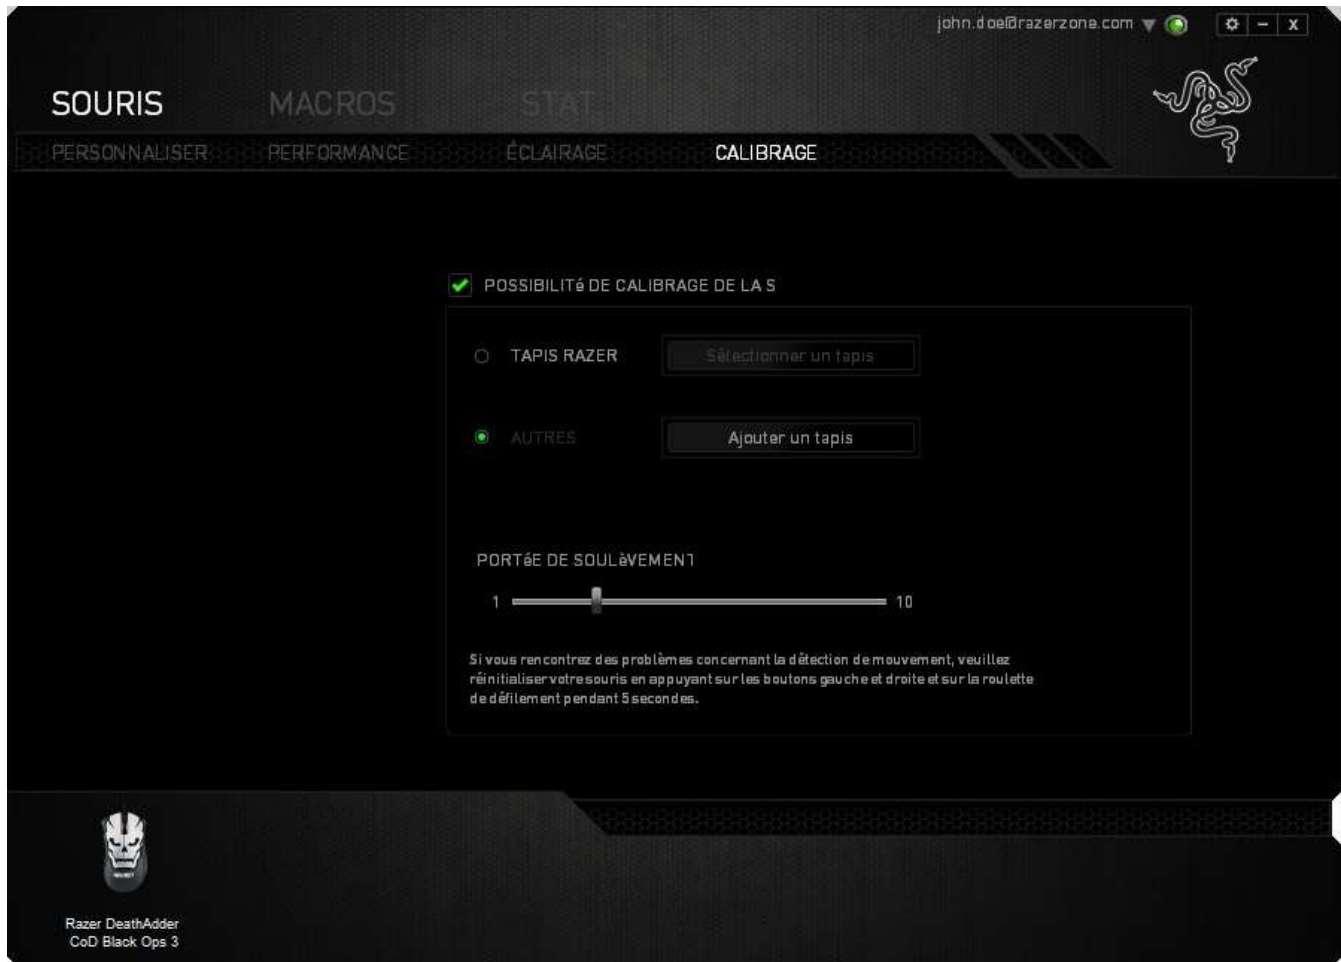 john.doe@razerzone.com
SOURIS MACROS STAT
PERSONNALISER PERFORMANCE ÉCLAIRAGE CALIBRAGE
POSSIBILITé DE CALIBRAGE DE LA S
TAPIS RAZER Sélectionner un tapis
AUTRES Ajouter un tapis
PORTéE DE SOULèVEMENT
1 10
Si vous rencontrez des problèmes concernant la détection de mouvement, veuillez
réinitialiser votre souris en appuyant sur les boutons gauche et droite et sur la roulette
de défilement pendant 5 secondes.
Razer DeathAdder
CoD Black Ops 3